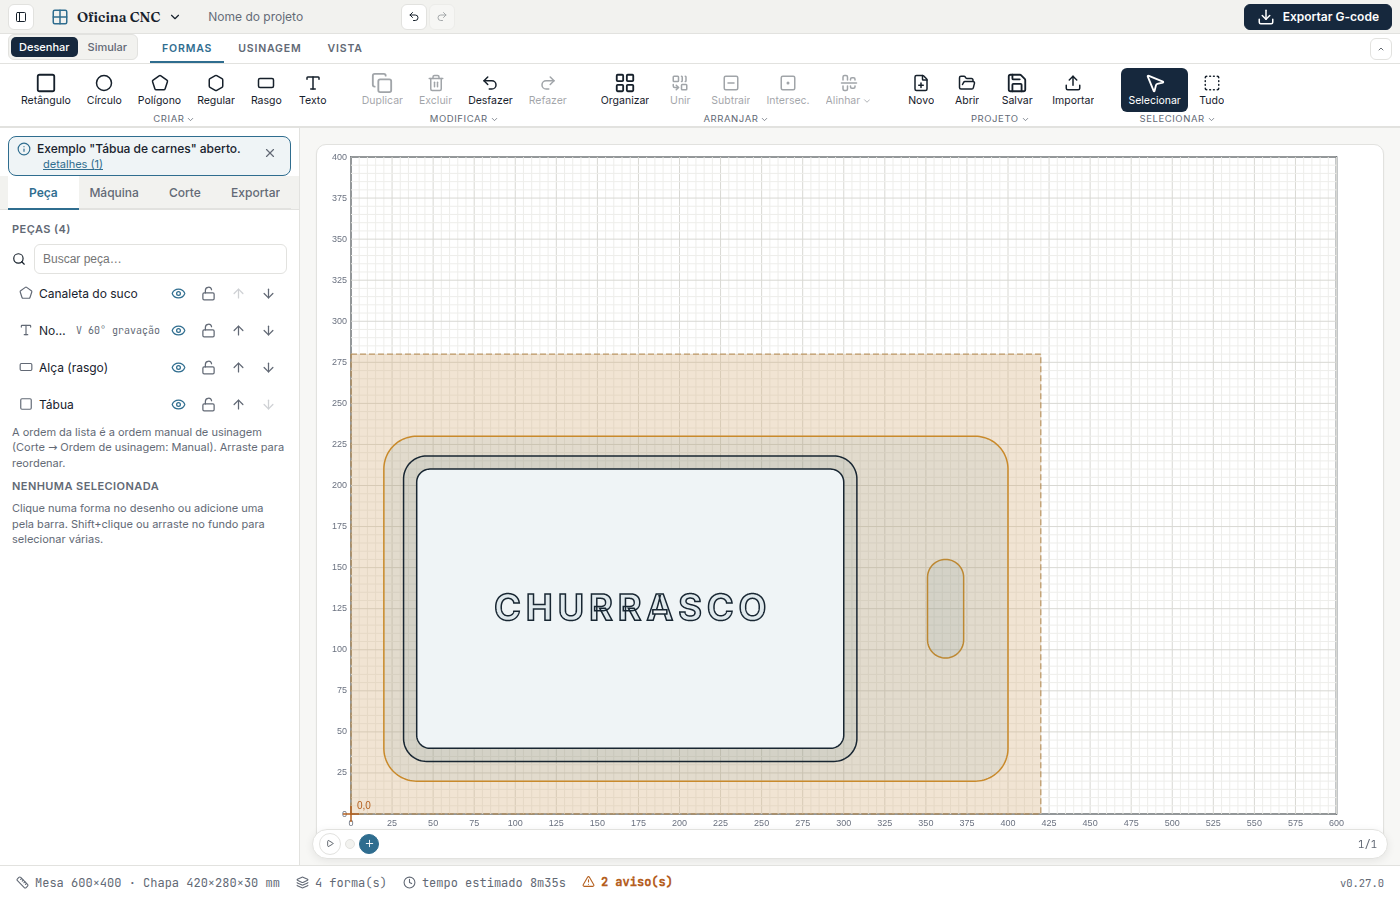 Oficina CNC
Nome do projeto
Exportar G-code
Desenhar
Simular
FORMAS
USINAGEM
VISTA
Retângulo
Círculo
Polígono
Regular
Rasgo
Texto
Duplicar
Excluir
Desfazer
Refazer
Organizar
Unir
Subtrair
Intersec.
Alinhar
Novo
Abrir
Salvar
Importar
Selecionar
Tudo
CRIAR
MODIFICAR
ARRANJAR
PROJETO
SELECIONAR
Exemplo "Tábua de carnes" aberto.
detalhes (1)
Peça
Máquina
Corte
Exportar
PEÇAS (4)
Buscar peça…
Canaleta do suco
No… V 60° gravação
Alça (rasgo)
Tábua
A ordem da lista é a ordem manual de usinagem
(Corte → Ordem de usinagem: Manual). Arraste para
reordenar.
NENHUMA SELECIONADA
Clique numa forma no desenho ou adicione uma
pela barra. Shift+clique ou arraste no fundo para
selecionar várias.
400
375
350
325
300
275
250
225
200
175
150
125
100
75
50
25
0
CHURRASCO
0,0
0 25 50 75 100 125 150 175 200 225 250 275 300 325 350 375 400 425 450 475 500 525 550 575 600
1/1
Mesa 600×400 · Chapa 420×280×30 mm
4 forma(s)
tempo estimado 8m35s
2 aviso(s)
v0.27.0